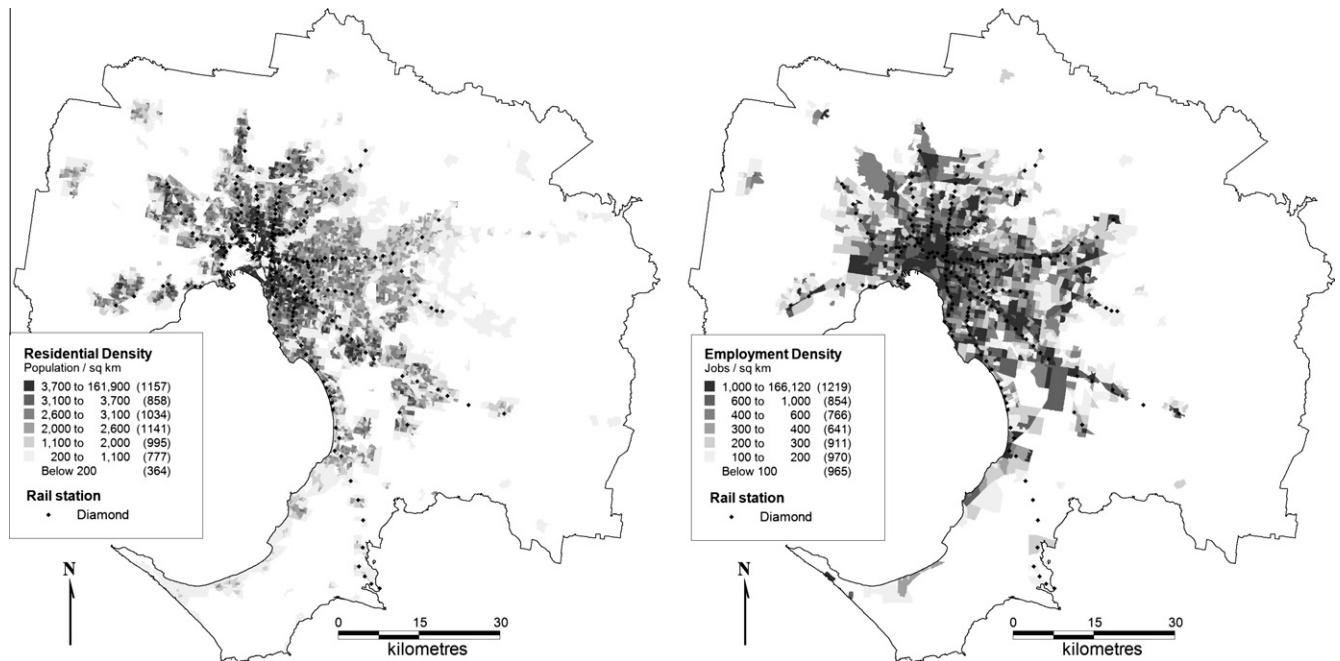 Residential Density
Population / sq km
3,700 to 161,900 (1157)
3,100 to 3,700 (858)
2,600 to 3,100 (1034)
2,000 to 2,600 (1141)
1,100 to 2,000 (995)
200 to 1,100 (777)
Below 200 (364)
Rail station
Diamond
N
0 15 30
kilometres
Employment Density
Jobs / sq km
1,000 to 166,120 (1219)
600 to 1,000 (854)
400 to 600 (766)
300 to 400 (641)
200 to 300 (911)
100 to 200 (970)
Below 100 (965)
Rail station
Diamond
N
0 15 30
kilometres